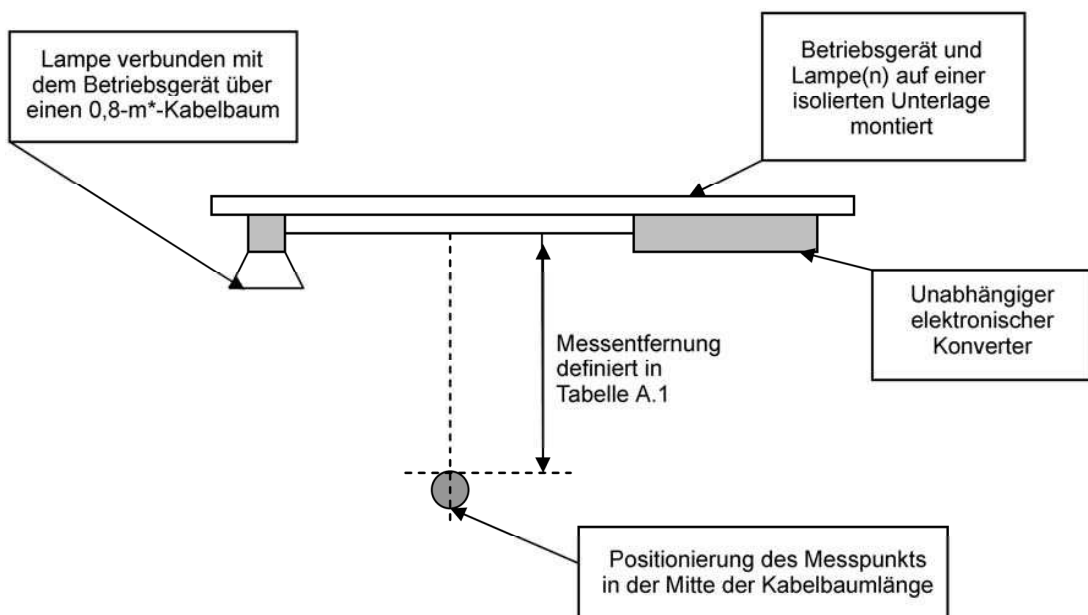 Lampe verbunden mit
dem Betriebsgerät über
einen 0,8-m*-Kabelbaum
Betriebsgerät und
Lampe(n) auf einer
isolierten Unterlage
montiert
Messentfernung
definiert in
Tabelle A.1
Unabhängiger
elektronischer
Konverter
Positionierung des Messpunkts
in der Mitte der Kabelbaumlänge